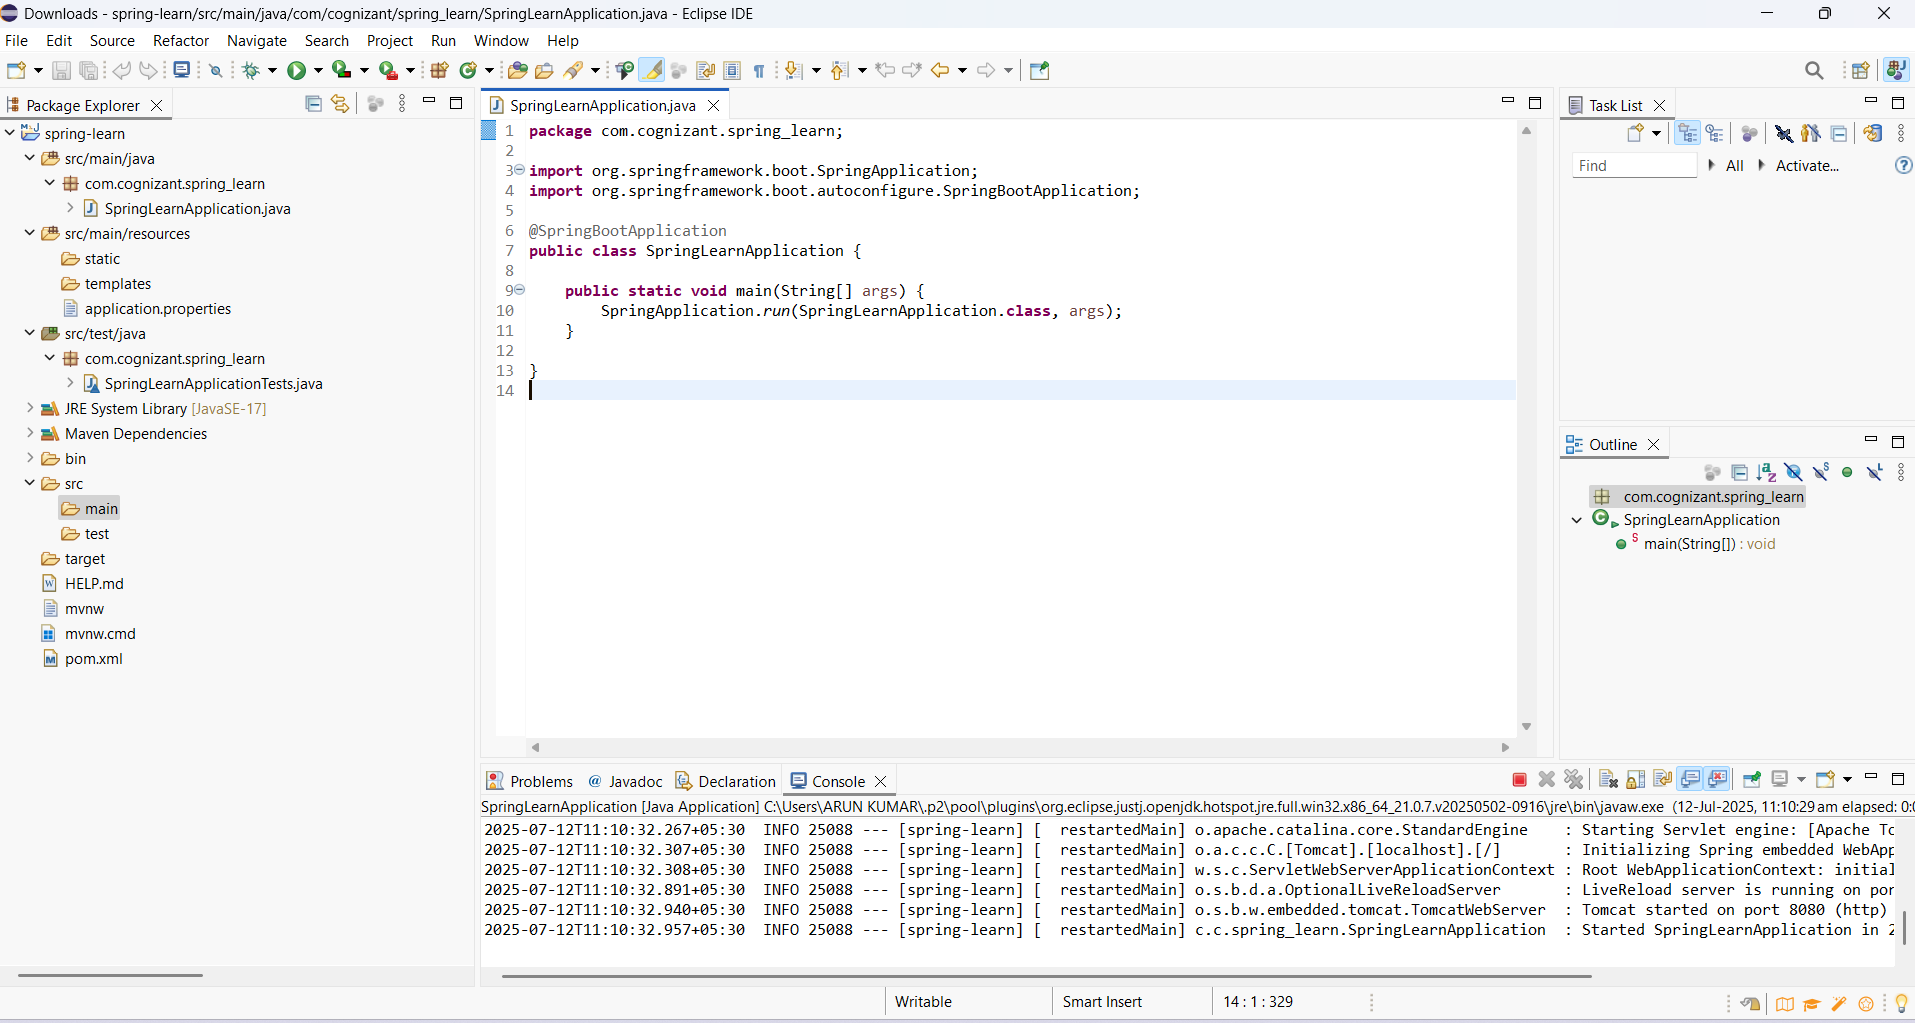 Downloads - spring-learn/src/main/java/com/cognizant/spring_learn/SpringLearnApplication.java - Eclipse IDE
File Edit Source Refactor Navigate Search Project Run Window Help
Package Explorer
spring-learn
src/main/java
com.cognizant.spring_learn
SpringLearnApplication.java
src/main/resources
static
templates
application.properties
src/test/java
com.cognizant.spring_learn
SpringLearnApplicationTests.java
JRE System Library [JavaSE-17]
Maven Dependencies
bin
src
main
test
target
HELP.md
mvnw
mvnw.cmd
pom.xml
SpringLearnApplication.java
1 package com.cognizant.spring_learn;
2
3 import org.springframework.boot.SpringApplication;
4 import org.springframework.boot.autoconfigure.SpringBootApplication;
5
6 @SpringBootApplication
7 public class SpringLearnApplication {
8
9 public static void main(String[] args) {
10 SpringApplication.run(SpringLearnApplication.class, args);
11 }
12
13 }
14
Task List
Find All Activate...
Outline
com.cognizant.spring_learn
SpringLearnApplication
main(String[]) : void
Problems Javadoc Declaration Console
SpringLearnApplication [Java Application] C:\Users\ARUN KUMAR\.p2\pool\plugins\org.eclipse.justj.openjdk.hotspot.jre.full.win32.x86_64_21.0.7.v20250502-0916\jre\bin\javaw.exe (12-Jul-2025, 11:10:29 am elapsed: 0:0
2025-07-12T11:10:32.267+05:30 INFO 25088 --- [spring-learn] [ restartedMain] o.apache.catalina.core.StandardEngine : Starting Servlet engine: [Apache Tc
2025-07-12T11:10:32.307+05:30 INFO 25088 --- [spring-learn] [ restartedMain] o.a.c.c.C.[Tomcat].[localhost].[/] : Initializing Spring embedded WebApp
2025-07-12T11:10:32.308+05:30 INFO 25088 --- [spring-learn] [ restartedMain] w.s.c.ServletWebServerApplicationContext : Root WebApplicationContext: initial
2025-07-12T11:10:32.891+05:30 INFO 25088 --- [spring-learn] [ restartedMain] o.s.b.d.a.OptionalLiveReloadServer : LiveReload server is running on por
2025-07-12T11:10:32.940+05:30 INFO 25088 --- [spring-learn] [ restartedMain] o.s.b.w.embedded.tomcat.TomcatWebServer : Tomcat started on port 8080 (http)
2025-07-12T11:10:32.957+05:30 INFO 25088 --- [spring-learn] [ restartedMain] c.c.spring_learn.SpringLearnApplication : Started SpringLearnApplication in 2
Writable Smart Insert 14 : 1 : 329